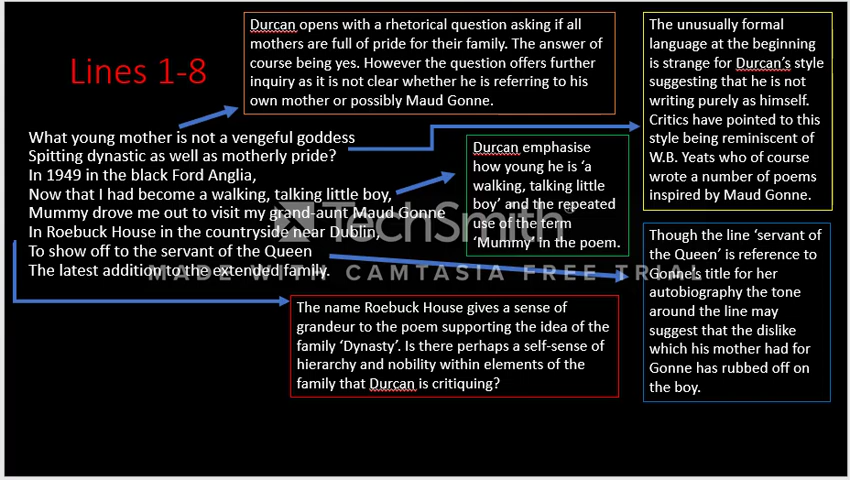 Lines 1-8
Durcan opens with a rhetorical question asking if all
mothers are full of pride for their family. The answer of
course being yes. However the question offers further
inquiry as it is not clear whether he is referring to his
own mother or possibly Maud Gonne.
The unusually formal
language at the beginning
is strange for Durcan's style
suggesting that he is not
writing purely as himself.
Critics have pointed to this
style being reminiscent of
W.B. Yeats who of course
wrote a number of poems
inspired by Maud Gonne.
What young mother is not a vengeful goddess
Spitting dynastic as well as motherly pride?
In 1949 in the black Ford Anglia,
Now that I had become a walking, talking little boy,
Mummy drove me out to visit my grand-aunt Maud Gonne
In Roebuck House in the countryside near Dublin,
To show off to the servant of the Queen
The latest addition to the extended family.
Durcan emphasise
how young he is 'a
walking, talking little
boy' and the repeated
use of the term
'Mummy' in the poem.
Though the line 'servant of
the Queen' is reference to
Gonne's title for her
autobiography the tone
around the line may
suggest that the dislike
which his mother had for
Gonne has rubbed off on
the boy.
The name Roebuck House gives a sense of
grandeur to the poem supporting the idea of the
family 'Dynasty'. Is there perhaps a self-sense of
hierarchy and nobility within elements of the
family that Durcan is critiquing?
TechSmith®
MADE WITH CAMTASIA FREE TRIAL